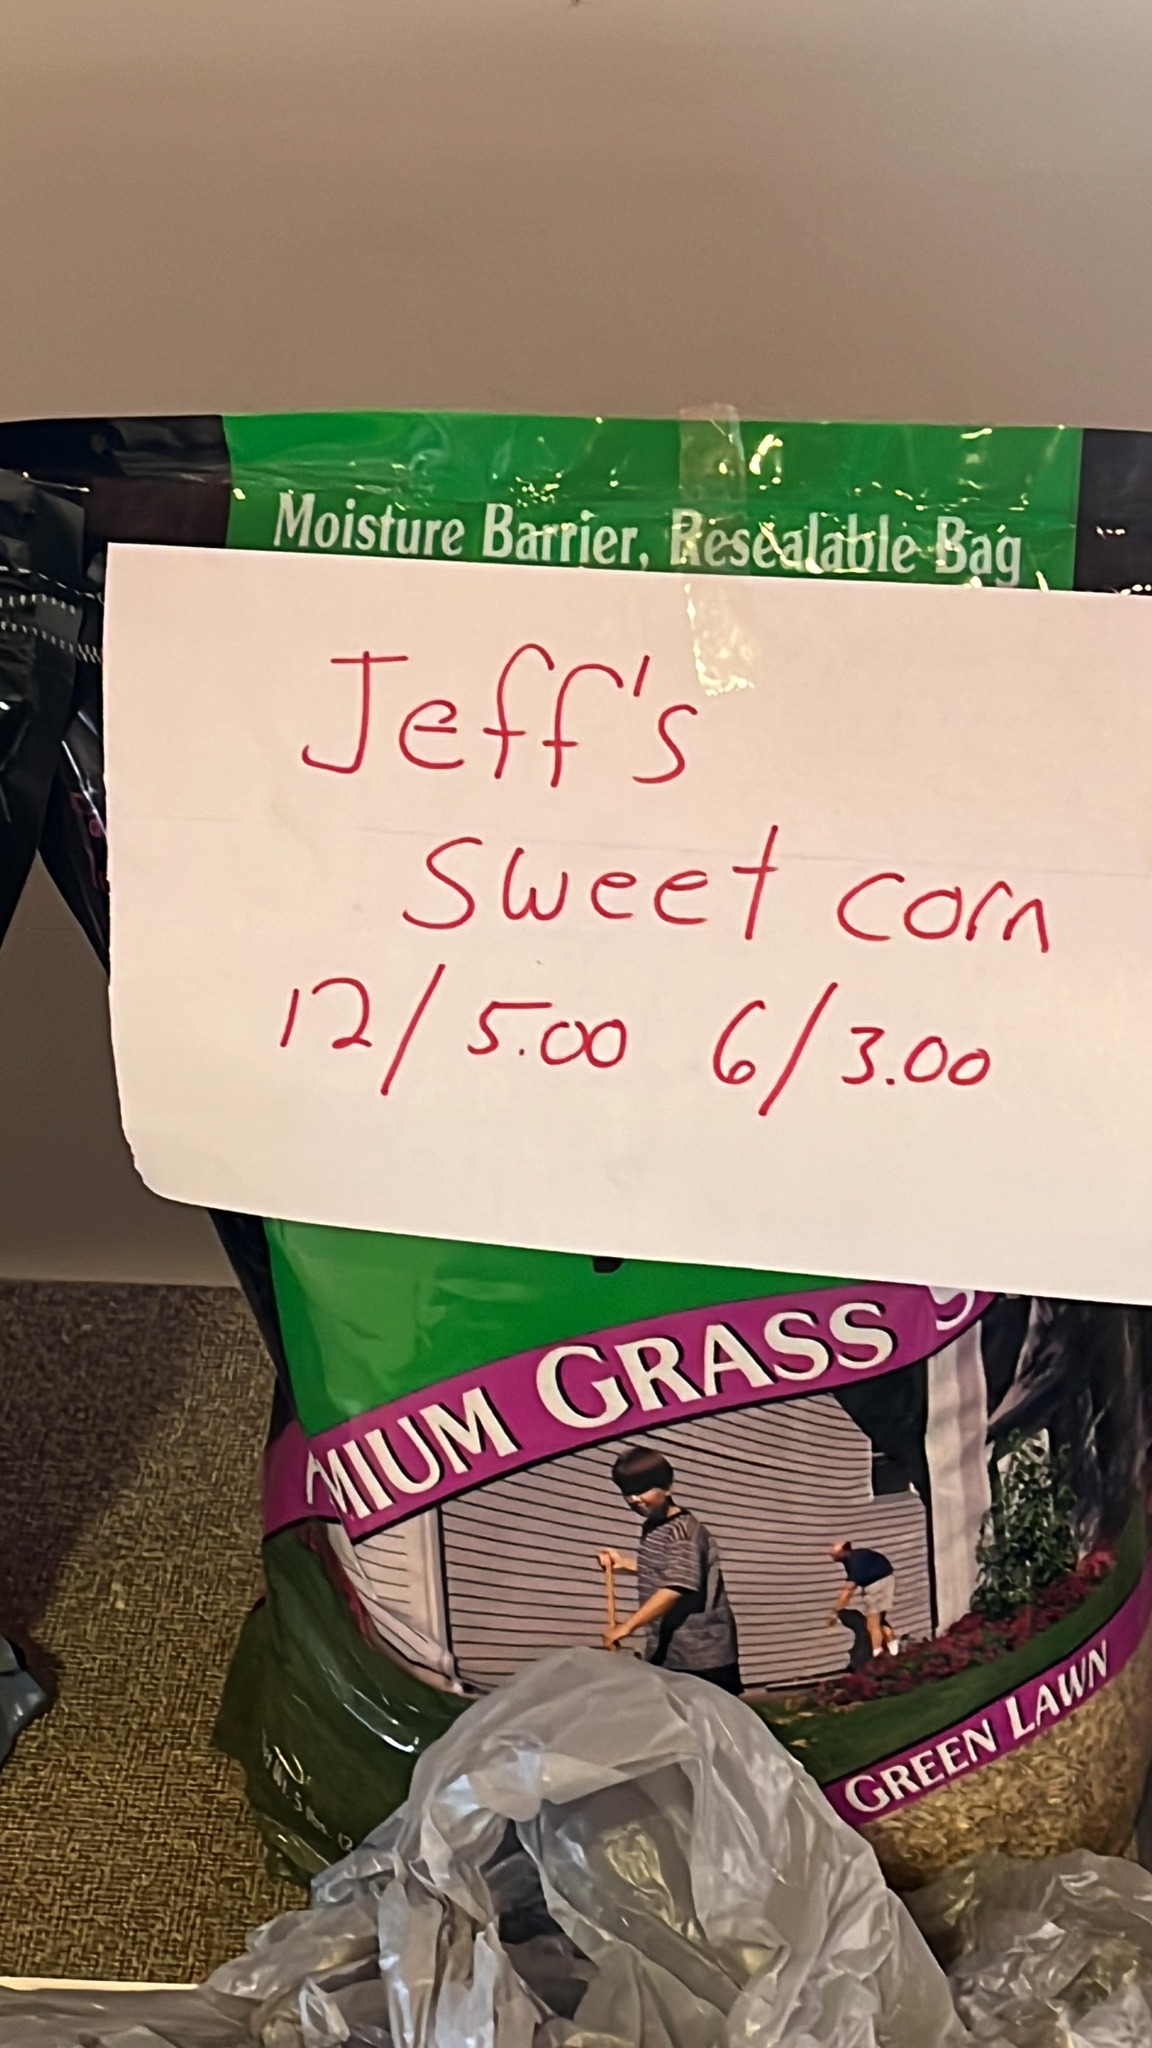 Moisture Barrier, Resealable Bag
Jeff's
sweet corn
12/5.00 6/3.00
MIUM GRASS S
GREEN LAWN